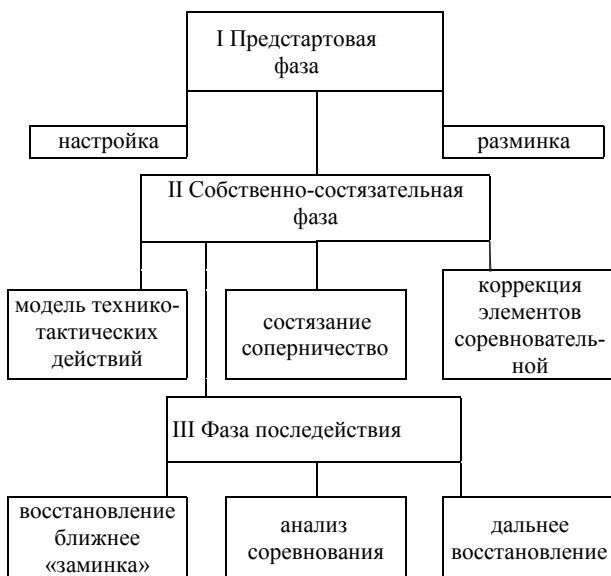 I Предстартовая
фаза
настройка
разминка
II Собственно-состязательная
фаза
модель технико-
тактических
действий
состязание
соперничество
коррекция
элементов
соревнователь-
ной
III Фаза последействия
восстановление
ближнее
«заминка»
анализ
соревнования
дальнее
восстановление